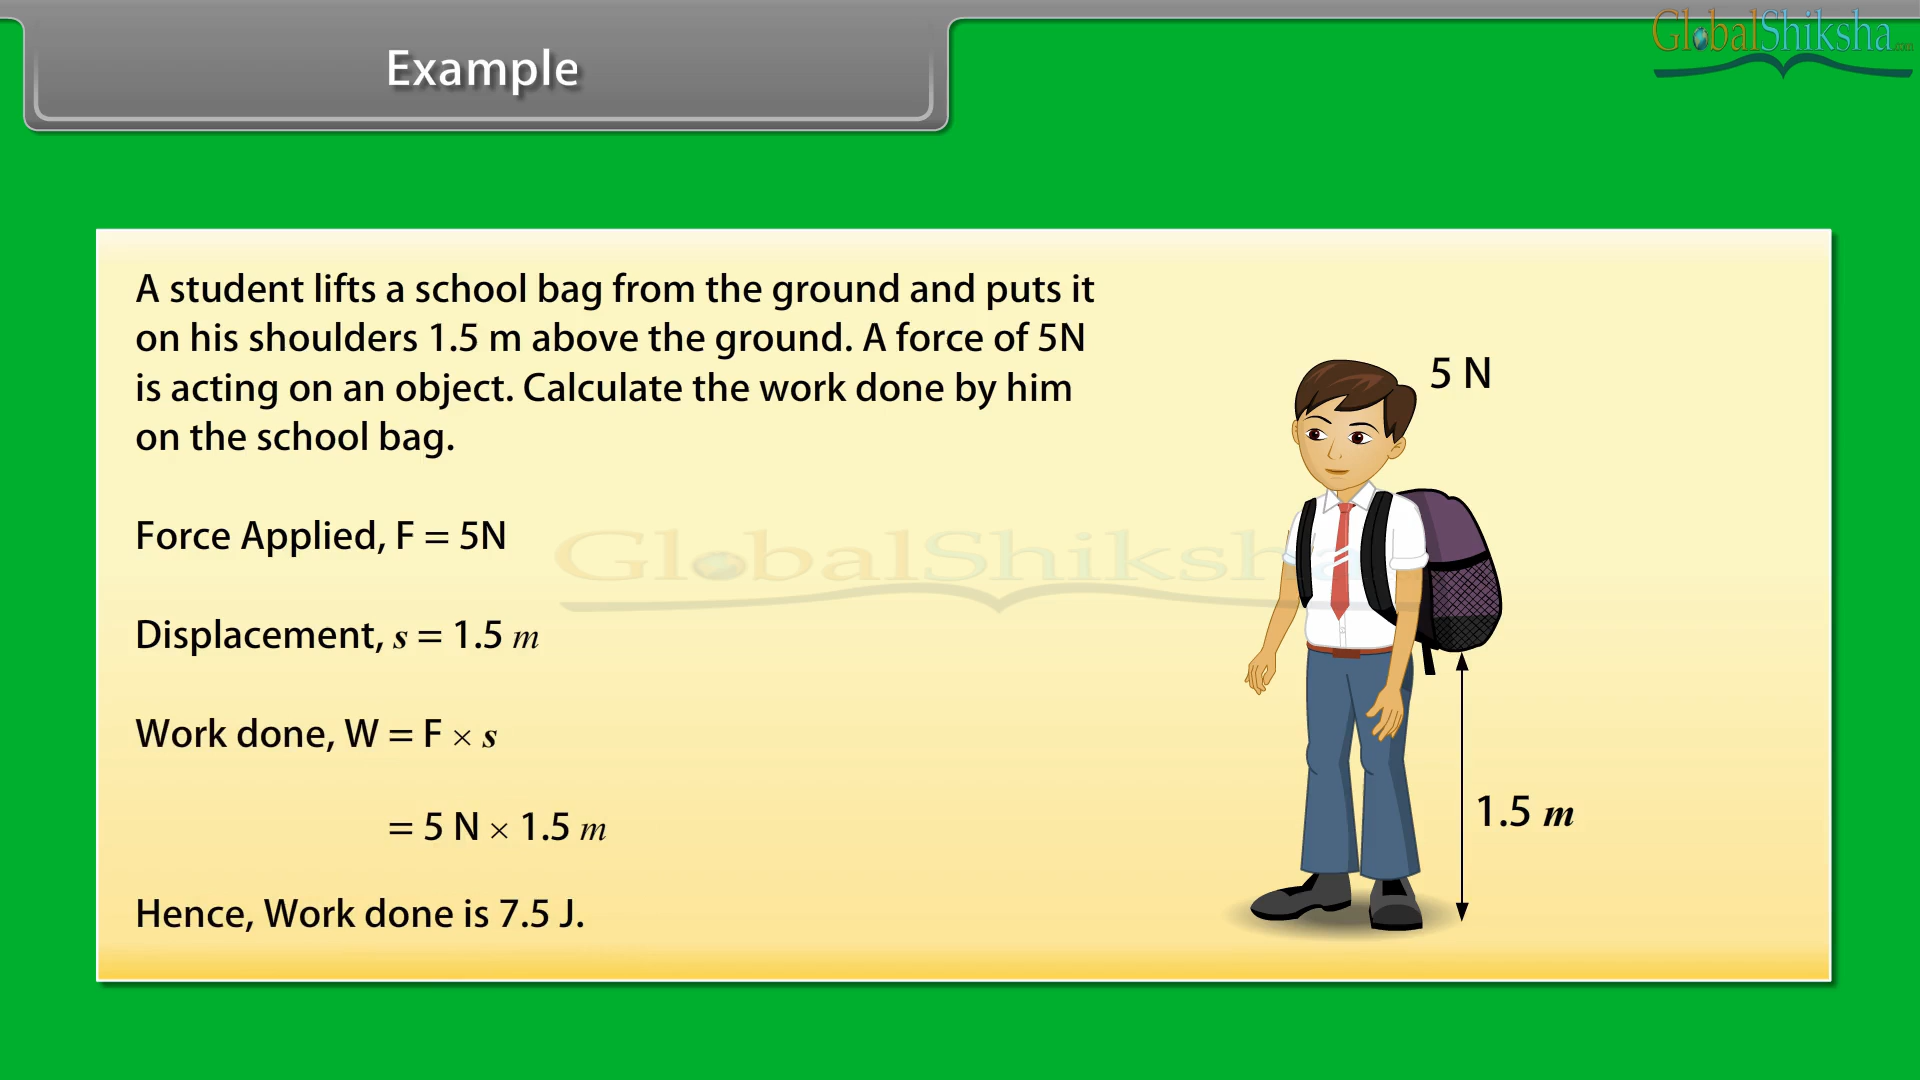 Example
GlobalShiksha.com
A student lifts a school bag from the ground and puts it
on his shoulders 1.5 m above the ground. A force of 5N
is acting on an object. Calculate the work done by him
on the school bag.
5 N
Force Applied, F = 5N
GlobalShiksha
Displacement, s = 1.5 m
Work done, W = F × s
= 5 N × 1.5 m
1.5 m
Hence, Work done is 7.5 J.